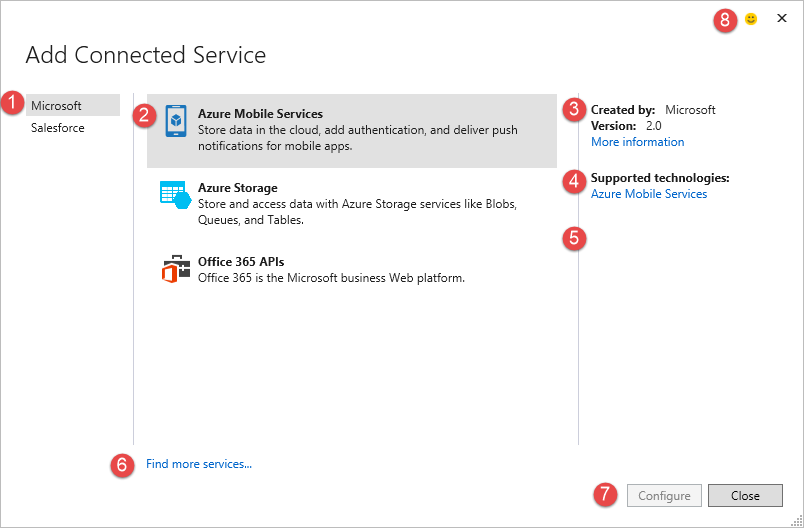 8
Add Connected Service
1
Microsoft
Salesforce
2
Azure Mobile Services
Store data in the cloud, add authentication, and deliver push
notifications for mobile apps.
Azure Storage
Store and access data with Azure Storage services like Blobs,
Queues, and Tables.
Office 365 APIs
Office 365 is the Microsoft business Web platform.
3
Created by: Microsoft
Version: 2.0
More information
4
Supported technologies:
Azure Mobile Services
5
6
Find more services...
7
Configure
Close